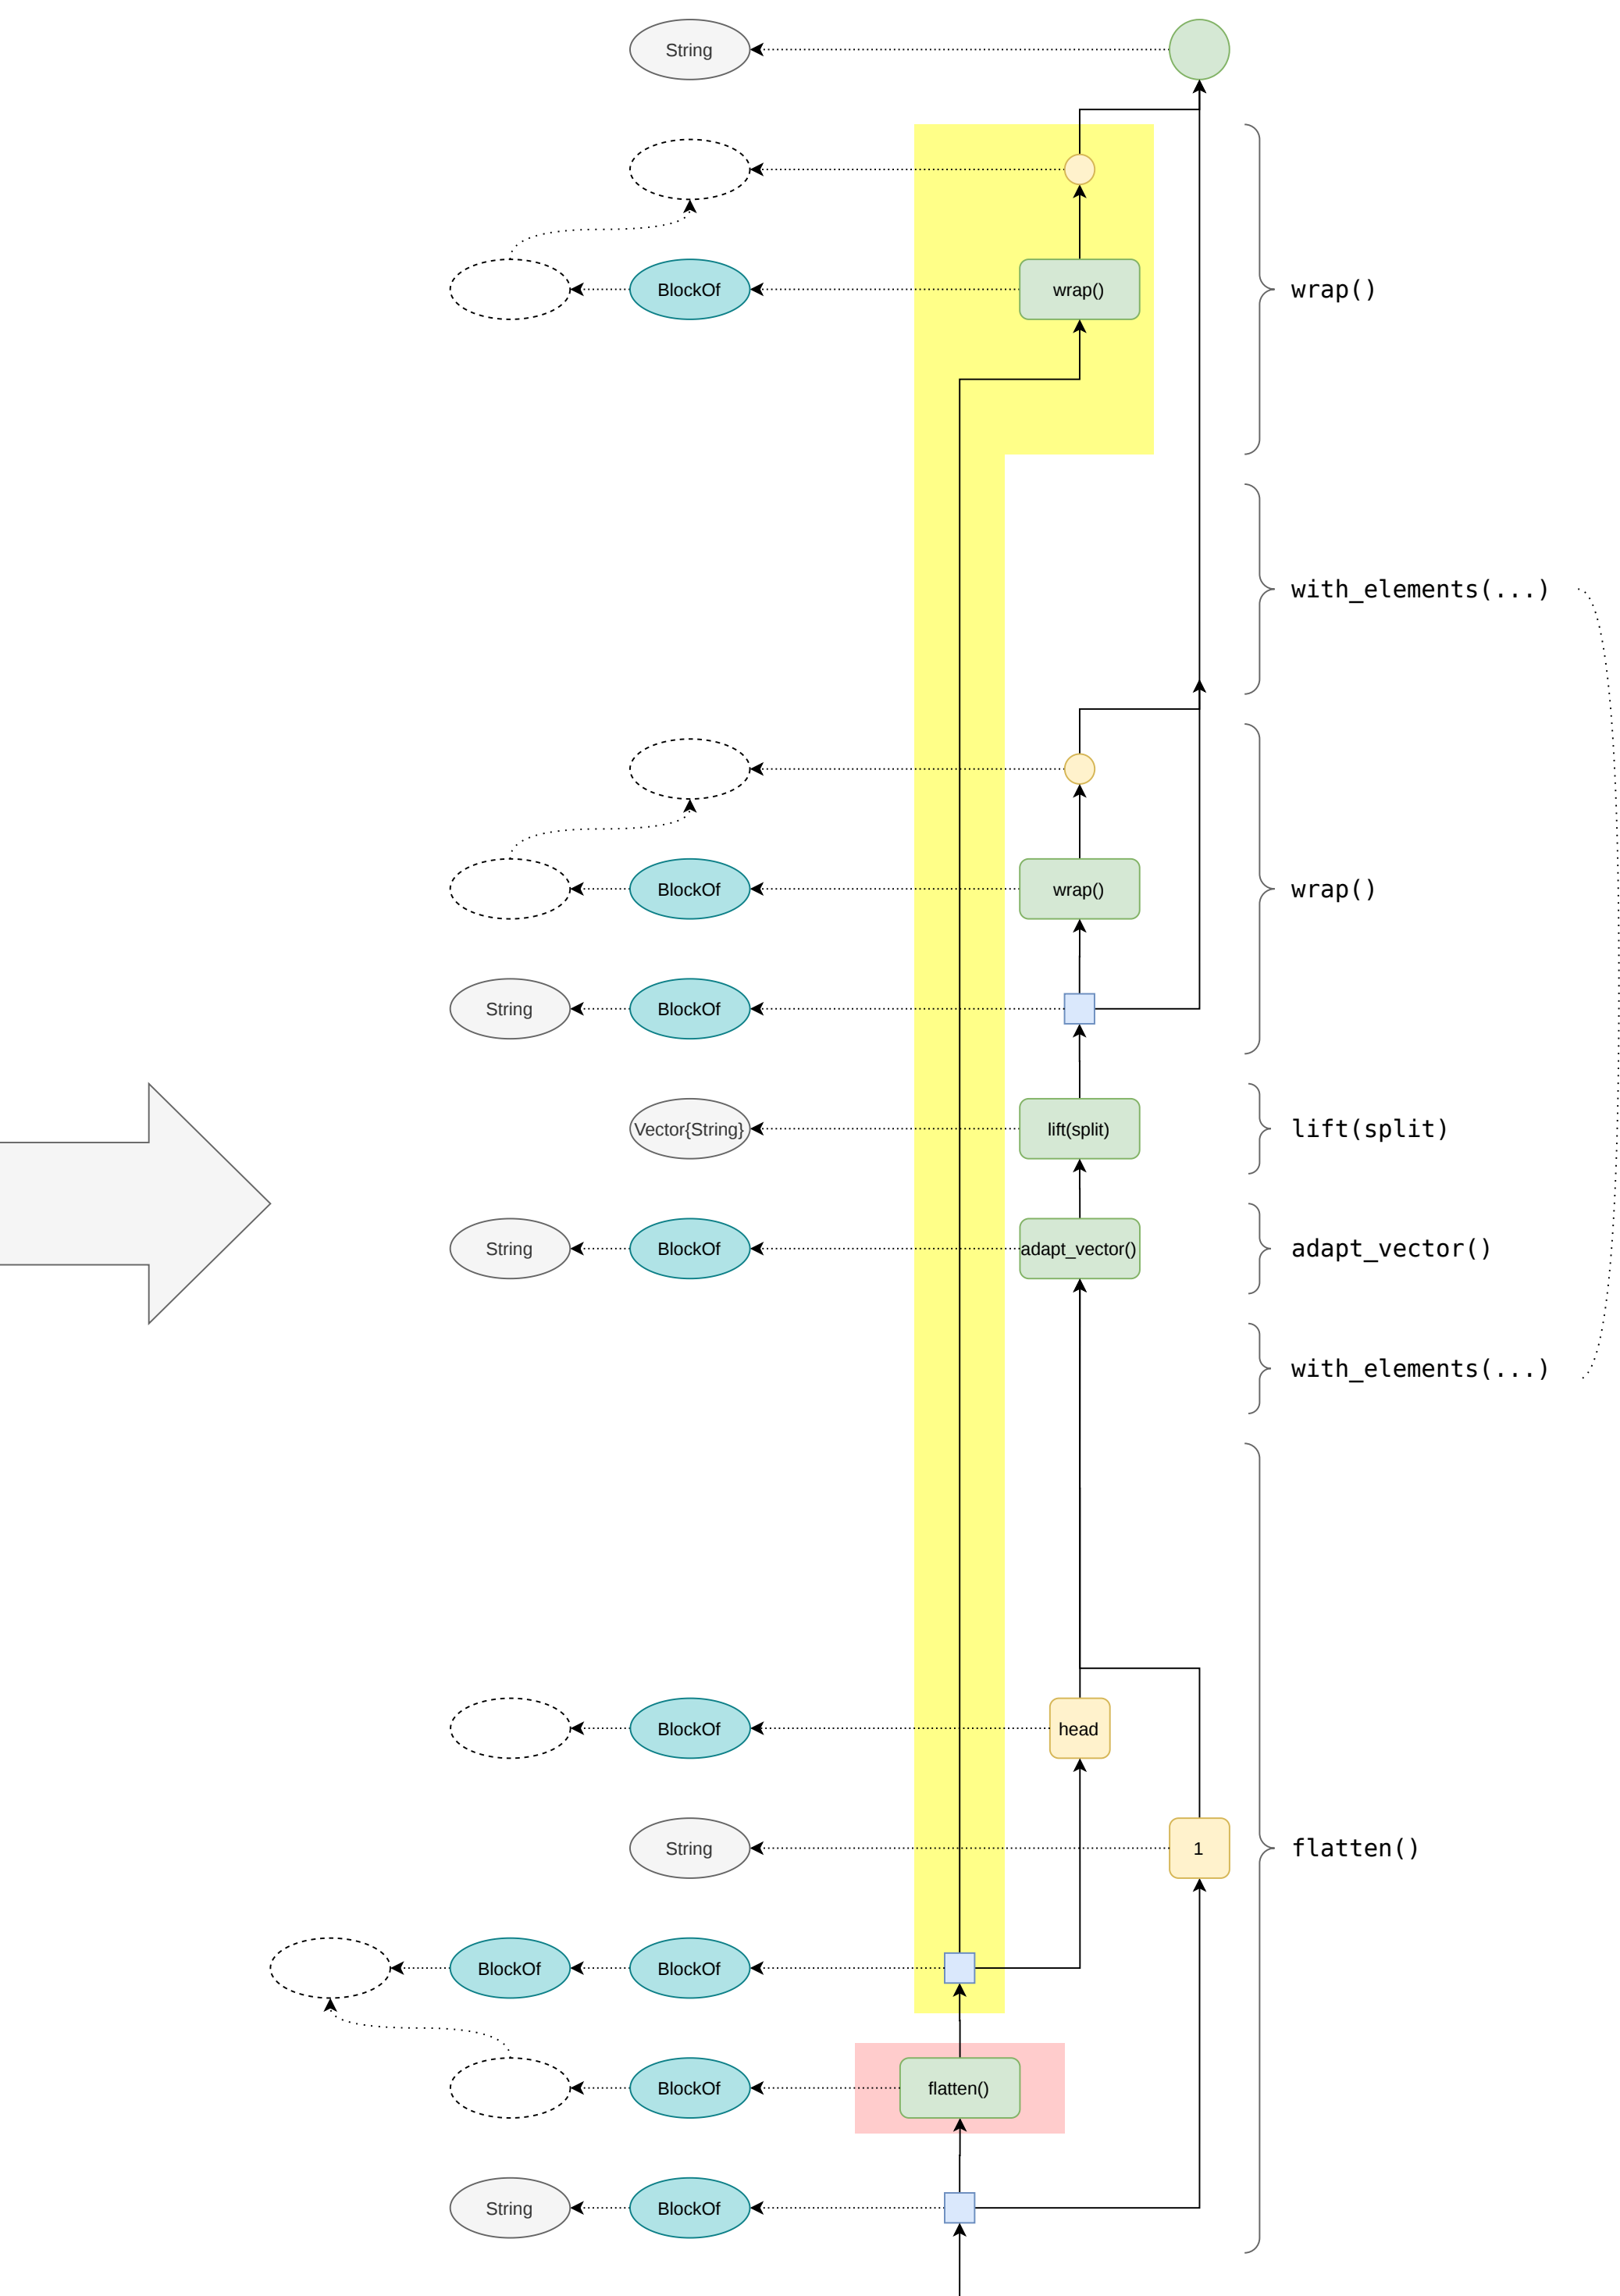 String
BlockOf
wrap()
wrap()
with_elements(...)
BlockOf
wrap()
wrap()
String
BlockOf
Vector{String}
lift(split)
lift(split)
String
BlockOf
adapt_vector()
adapt_vector()
with_elements(...)
BlockOf
head
String
1
flatten()
BlockOf
BlockOf
BlockOf
flatten()
String
BlockOf